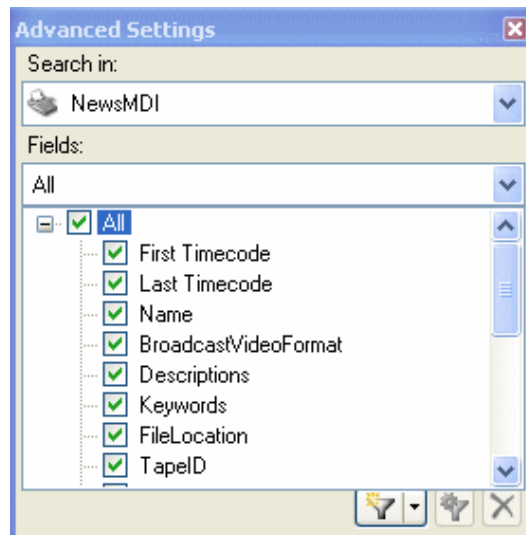 Advanced Settings
Search in:
NewsMDI
Fields:
All
All
First Timecode
Last Timecode
Name
BroadcastVideoFormat
Descriptions
Keywords
FileLocation
TapeID